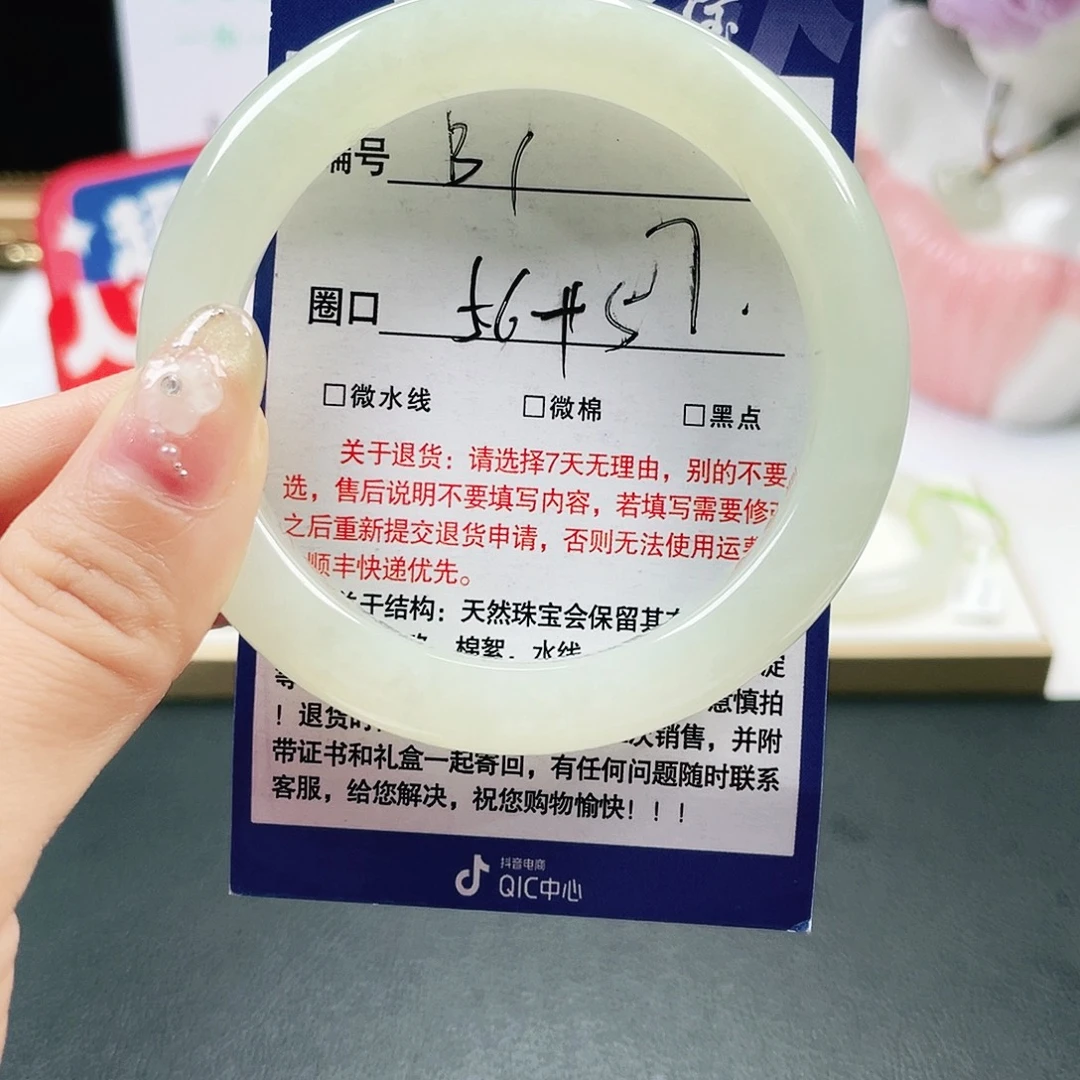 编号 B1
圈口 56+57.
□微水线 □微棉 □黑点
关于退货：请选择7天无理由，别的不要
选，售后说明不要填写内容，若填写需要修改
之后重新提交退货申请，否则无法使用运
顺丰快递优先。
关于结构：天然珠宝会保留其
棉絮，水线
等
慎拍
！退货时 次销售，并附
带证书和礼盒一起寄回，有任何问题随时联系
客服，给您解决，祝您购物愉快！！！
抖音电商
QIC中心